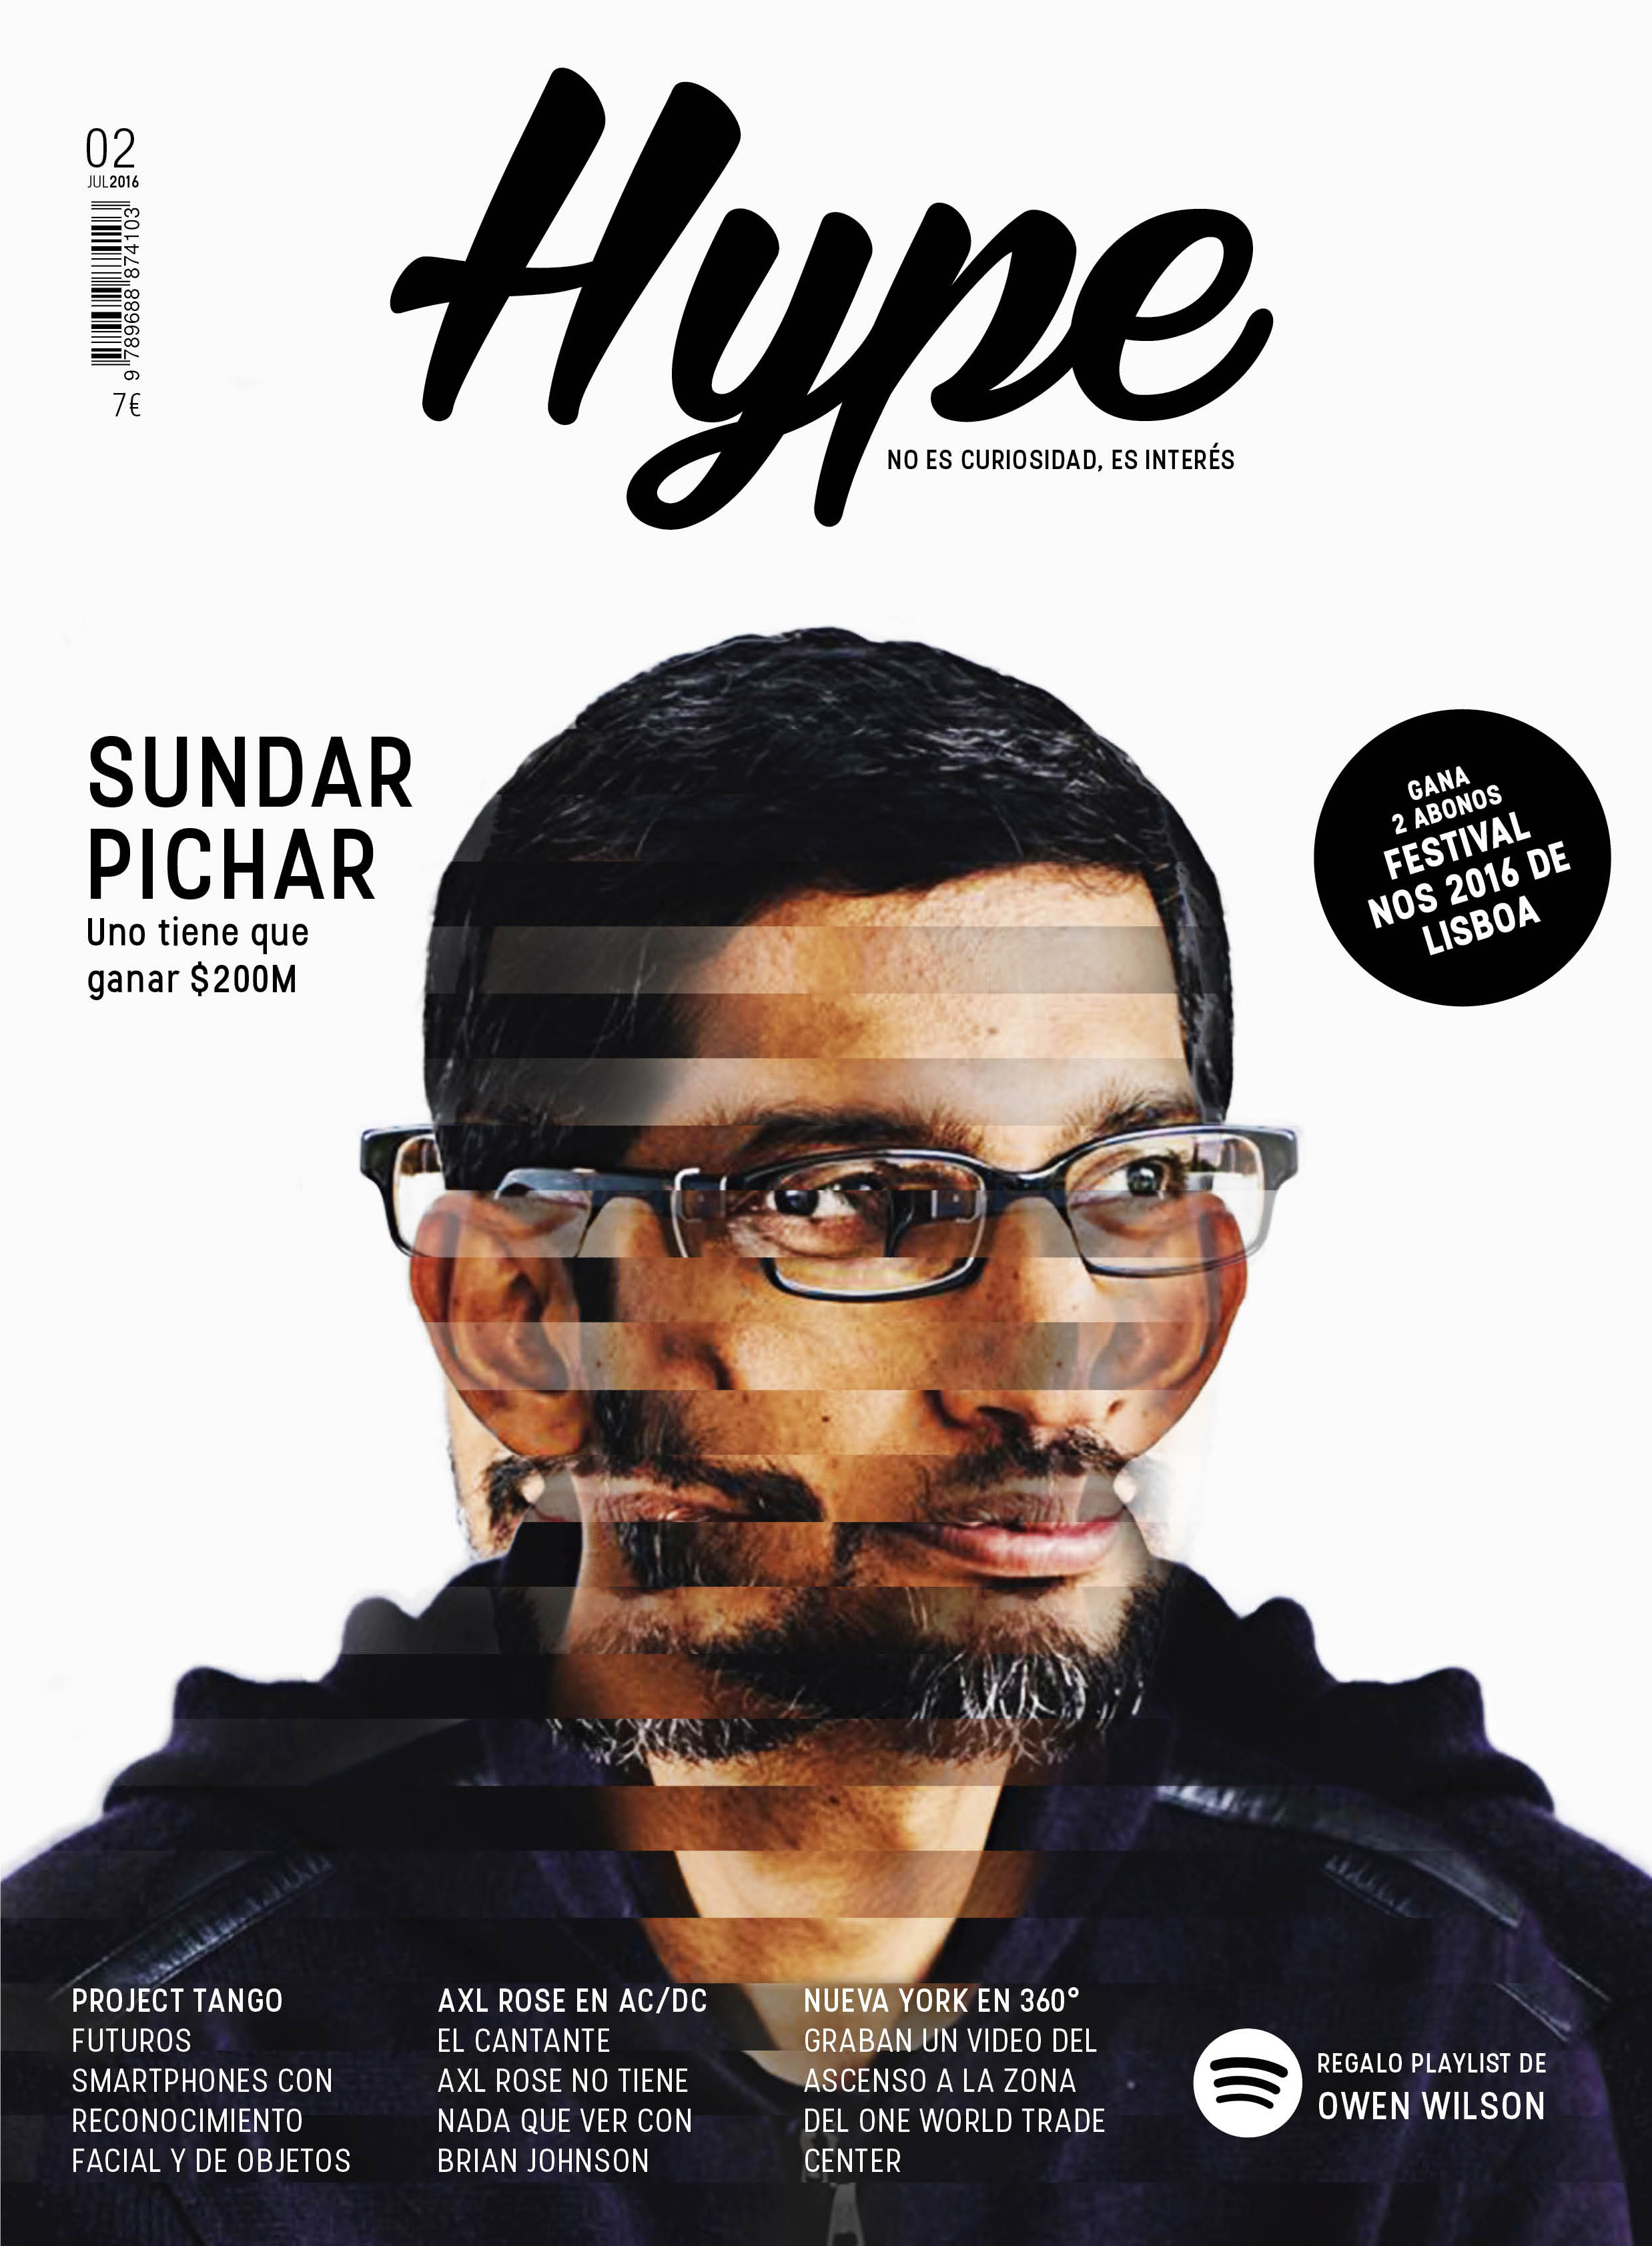 02
JUL2016
9 789688 874103
7€
Hype
NO ES CURIOSIDAD, ES INTERÉS
SUNDAR
PICHAR
Uno tiene que
ganar $200M
GANA
2 ABONOS
FESTIVAL
NOS 2016 DE
LISBOA
PROJECT TANGO
FUTUROS
SMARTPHONES CON
RECONOCIMIENTO
FACIAL Y DE OBJETOS
AXL ROSE EN AC/DC
EL CANTANTE
AXL ROSE NO TIENE
NADA QUE VER CON
BRIAN JOHNSON
NUEVA YORK EN 360°
GRABAN UN VIDEO DEL
ASCENSO A LA ZONA
DEL ONE WORLD TRADE
CENTER
REGALO PLAYLIST DE
OWEN WILSON